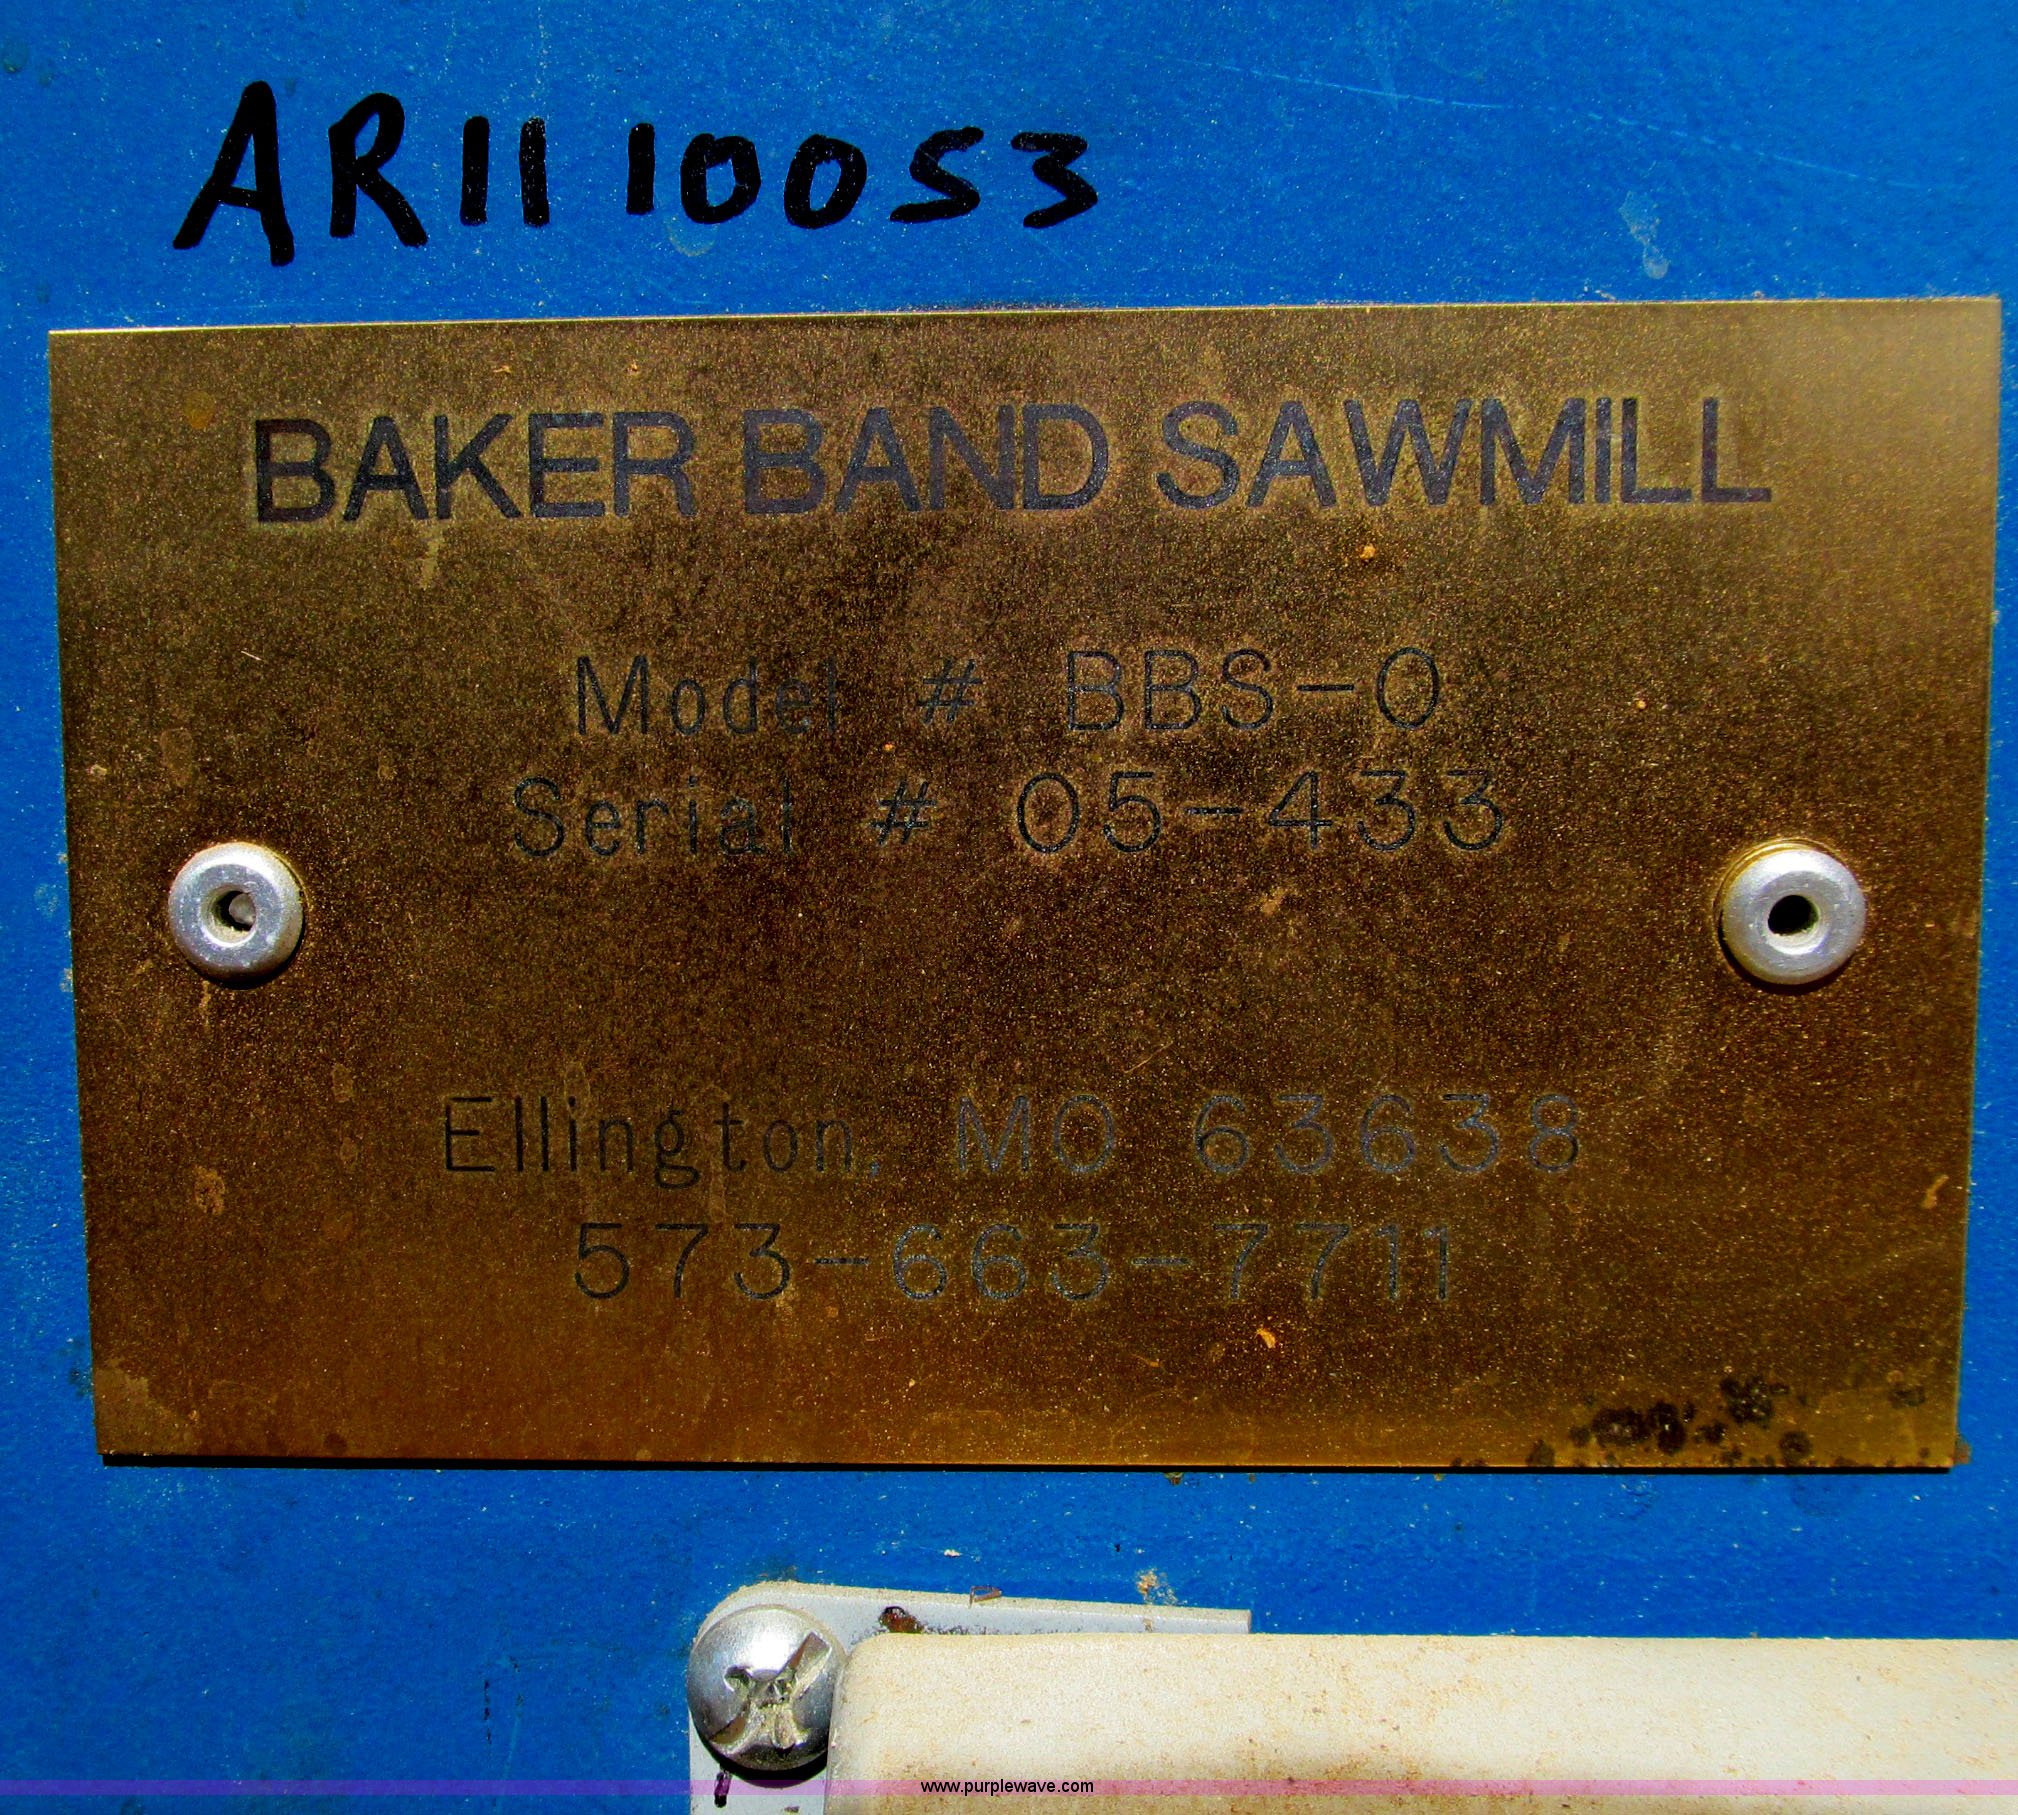 AR11 10053
BAKER BAND SAWMILL
Model # BBS-0
Serial # 05-433
Ellington, MO 63638
573-663-7711
www.purplewave.com